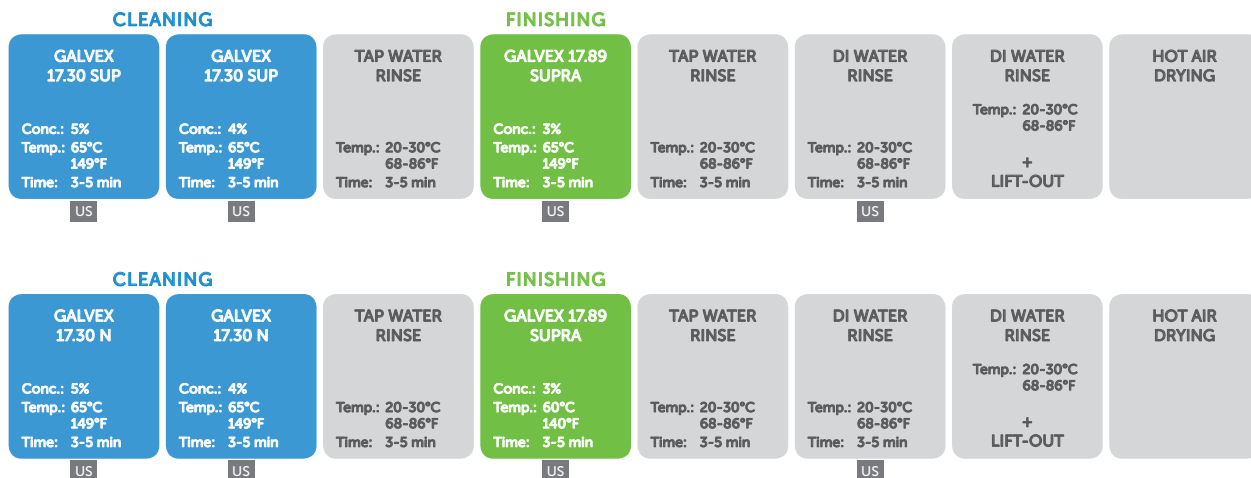 CLEANING
FINISHING
GALVEX
17.30 SUP
Conc.: 5%
Temp.: 65°C
149°F
Time: 3-5 min
US
GALVEX
17.30 SUP
Conc.: 4%
Temp.: 65°C
149°F
Time: 3-5 min
US
TAP WATER
RINSE
Temp.: 20-30°C
68-86°F
Time: 3-5 min
GALVEX 17.89
SUPRA
Conc.: 3%
Temp.: 65°C
149°F
Time: 3-5 min
US
TAP WATER
RINSE
Temp.: 20-30°C
68-86°F
Time: 3-5 min
DI WATER
RINSE
Temp.: 20-30°C
68-86°F
Time: 3-5 min
US
DI WATER
RINSE
Temp.: 20-30°C
68-86°F
+
LIFT-OUT
HOT AIR
DRYING
CLEANING
FINISHING
GALVEX
17.30 N
Conc.: 5%
Temp.: 65°C
149°F
Time: 3-5 min
US
GALVEX
17.30 N
Conc.: 4%
Temp.: 65°C
149°F
Time: 3-5 min
US
TAP WATER
RINSE
Temp.: 20-30°C
68-86°F
Time: 3-5 min
GALVEX 17.89
SUPRA
Conc.: 3%
Temp.: 60°C
140°F
Time: 3-5 min
US
TAP WATER
RINSE
Temp.: 20-30°C
68-86°F
Time: 3-5 min
DI WATER
RINSE
Temp.: 20-30°C
68-86°F
Time: 3-5 min
US
DI WATER
RINSE
Temp.: 20-30°C
68-86°F
+
LIFT-OUT
HOT AIR
DRYING